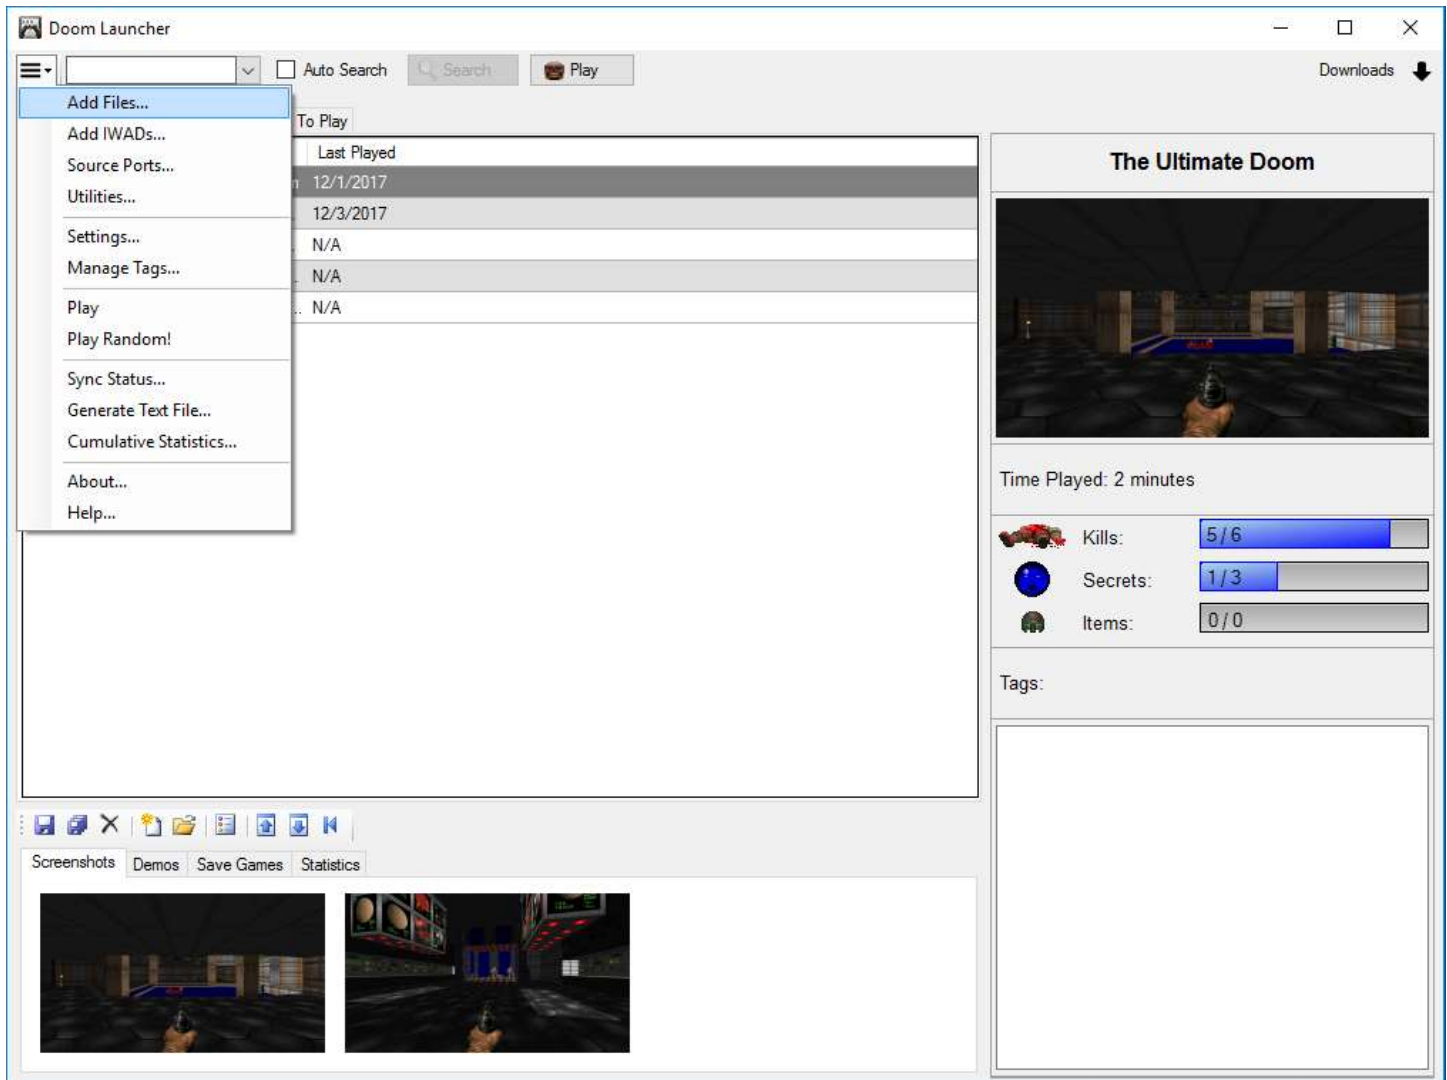 Doom Launcher
Auto Search
Search
Play
Downloads
Add Files...
Add IWADs...
Source Ports...
Utilities...
Settings...
Manage Tags...
Play
Play Random!
Sync Status...
Generate Text File...
Cumulative Statistics...
About...
Help...
To Play
Last Played
12/1/2017
12/3/2017
N/A
N/A
N/A
The Ultimate Doom
Time Played: 2 minutes
Kills: 5 / 6
Secrets: 1 / 3
Items: 0 / 0
Tags:
Screenshots Demos Save Games Statistics